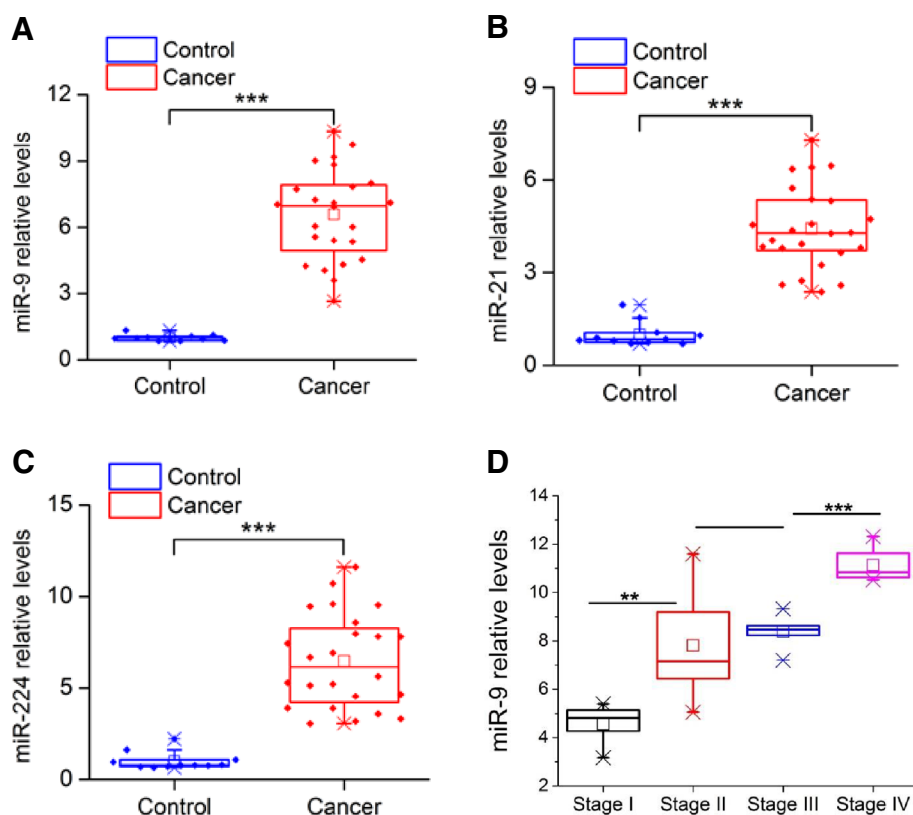 A
Control
Cancer
***
12
9
6
3
0
miR-9 relative levels
Control
Cancer
B
Control
Cancer
***
9
6
3
0
miR-21 relative levels
Control
Cancer
C
Control
Cancer
***
15
10
5
0
miR-224 relative levels
Control
Cancer
D
14
12
10
8
6
4
2
***
**
miR-9 relative levels
Stage I
Stage II
Stage III
Stage IV